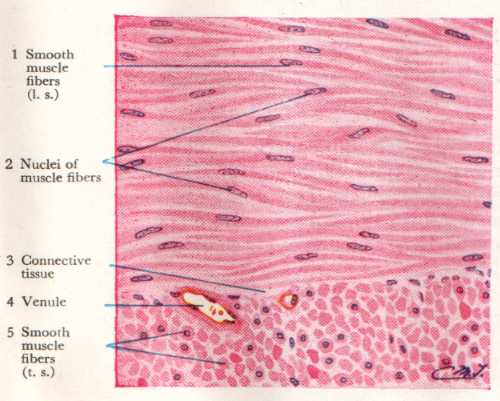 1 Smooth
muscle
fibers
(l. s.)
2 Nuclei of
muscle fibers
3 Connective
tissue
4 Venule
5 Smooth
muscle
fibers
(t. s.)